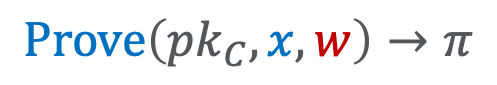 Prove(pk_C, x, w) → π